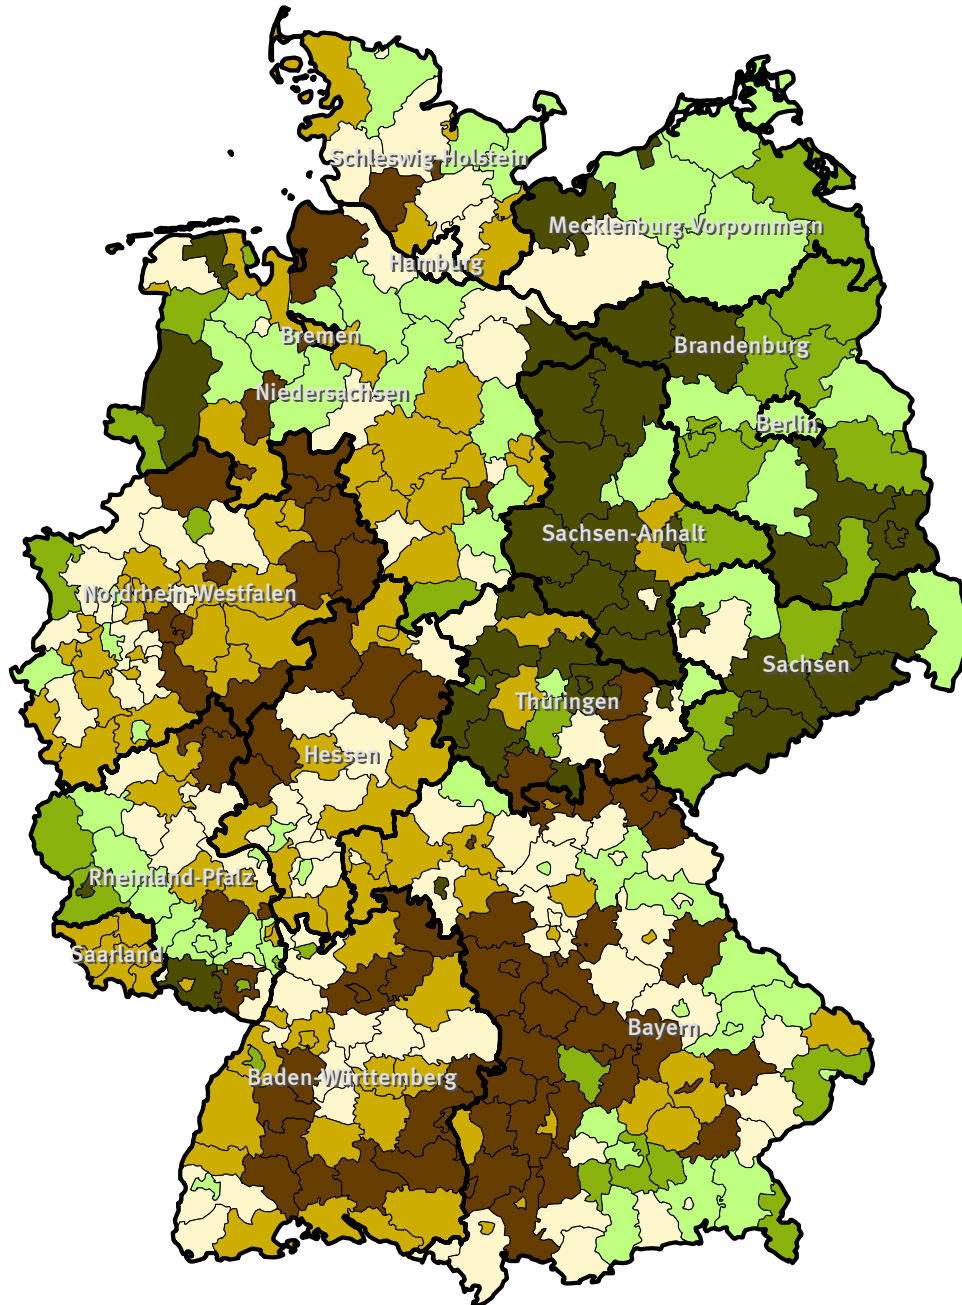 Schleswig-Holstein
Mecklenburg-Vorpommern
Hamburg
Bremen
Brandenburg
Niedersachsen
Berlin
Sachsen-Anhalt
Nordrhein-Westfalen
Sachsen
Thüringen
Hessen
Rheinland-Pfalz
Saarland
Bayern
Baden-Württemberg